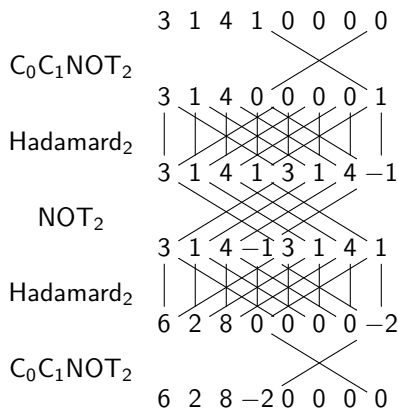 3 1 4 1 0 0 0 0
C₀C₁NOT₂
3 1 4 0 0 0 0 1
Hadamard₂
3 1 4 1 3 1 4 −1
NOT₂
3 1 4 −1 3 1 4 1
Hadamard₂
6 2 8 0 0 0 0 −2
C₀C₁NOT₂
6 2 8 −2 0 0 0 0